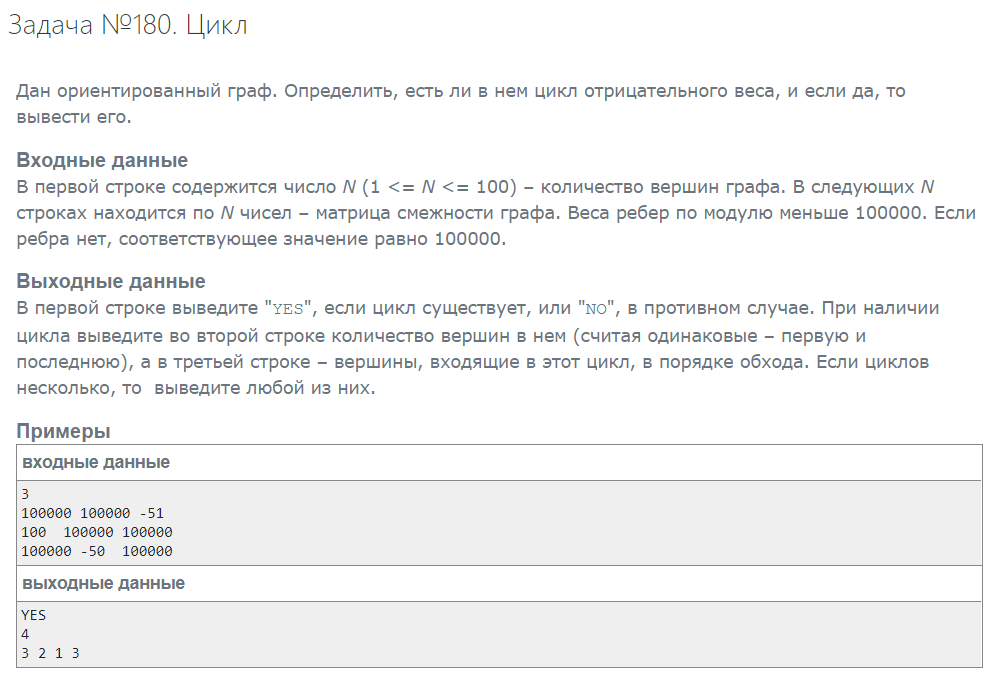 Задача №180. Цикл
Дан ориентированный граф. Определить, есть ли в нем цикл отрицательного веса, и если да, то
вывести его.
Входные данные
В первой строке содержится число N (1 <= N <= 100) – количество вершин графа. В следующих N
строках находится по N чисел – матрица смежности графа. Веса ребер по модулю меньше 100000. Если
ребра нет, соответствующее значение равно 100000.
Выходные данные
В первой строке выведите "YES", если цикл существует, или "NO", в противном случае. При наличии
цикла выведите во второй строке количество вершин в нем (считая одинаковые – первую и
последнюю), а в третьей строке – вершины, входящие в этот цикл, в порядке обхода. Если циклов
несколько, то  выведите любой из них.
Примеры
входные данные
3
100000 100000 -51
100  100000 100000
100000 -50  100000
выходные данные
YES
4
3 2 1 3